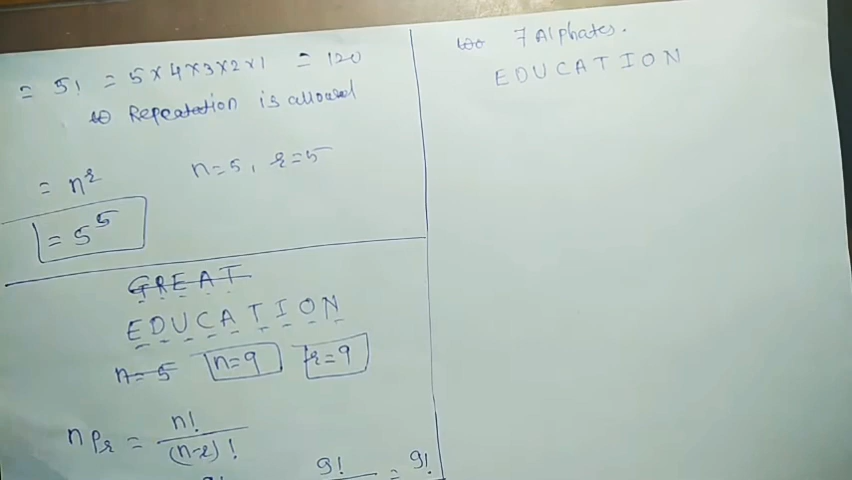 = 5! = 5×4×3×2×1 = 120
Repeatation is allowed
= n^r n=5, r=5
= 5^5
GREAT
EDUCATION
n=5 n=9 r=9
nPr = n!/(n-r)!
9! = 9!
7 Alphates.
EDUCATION